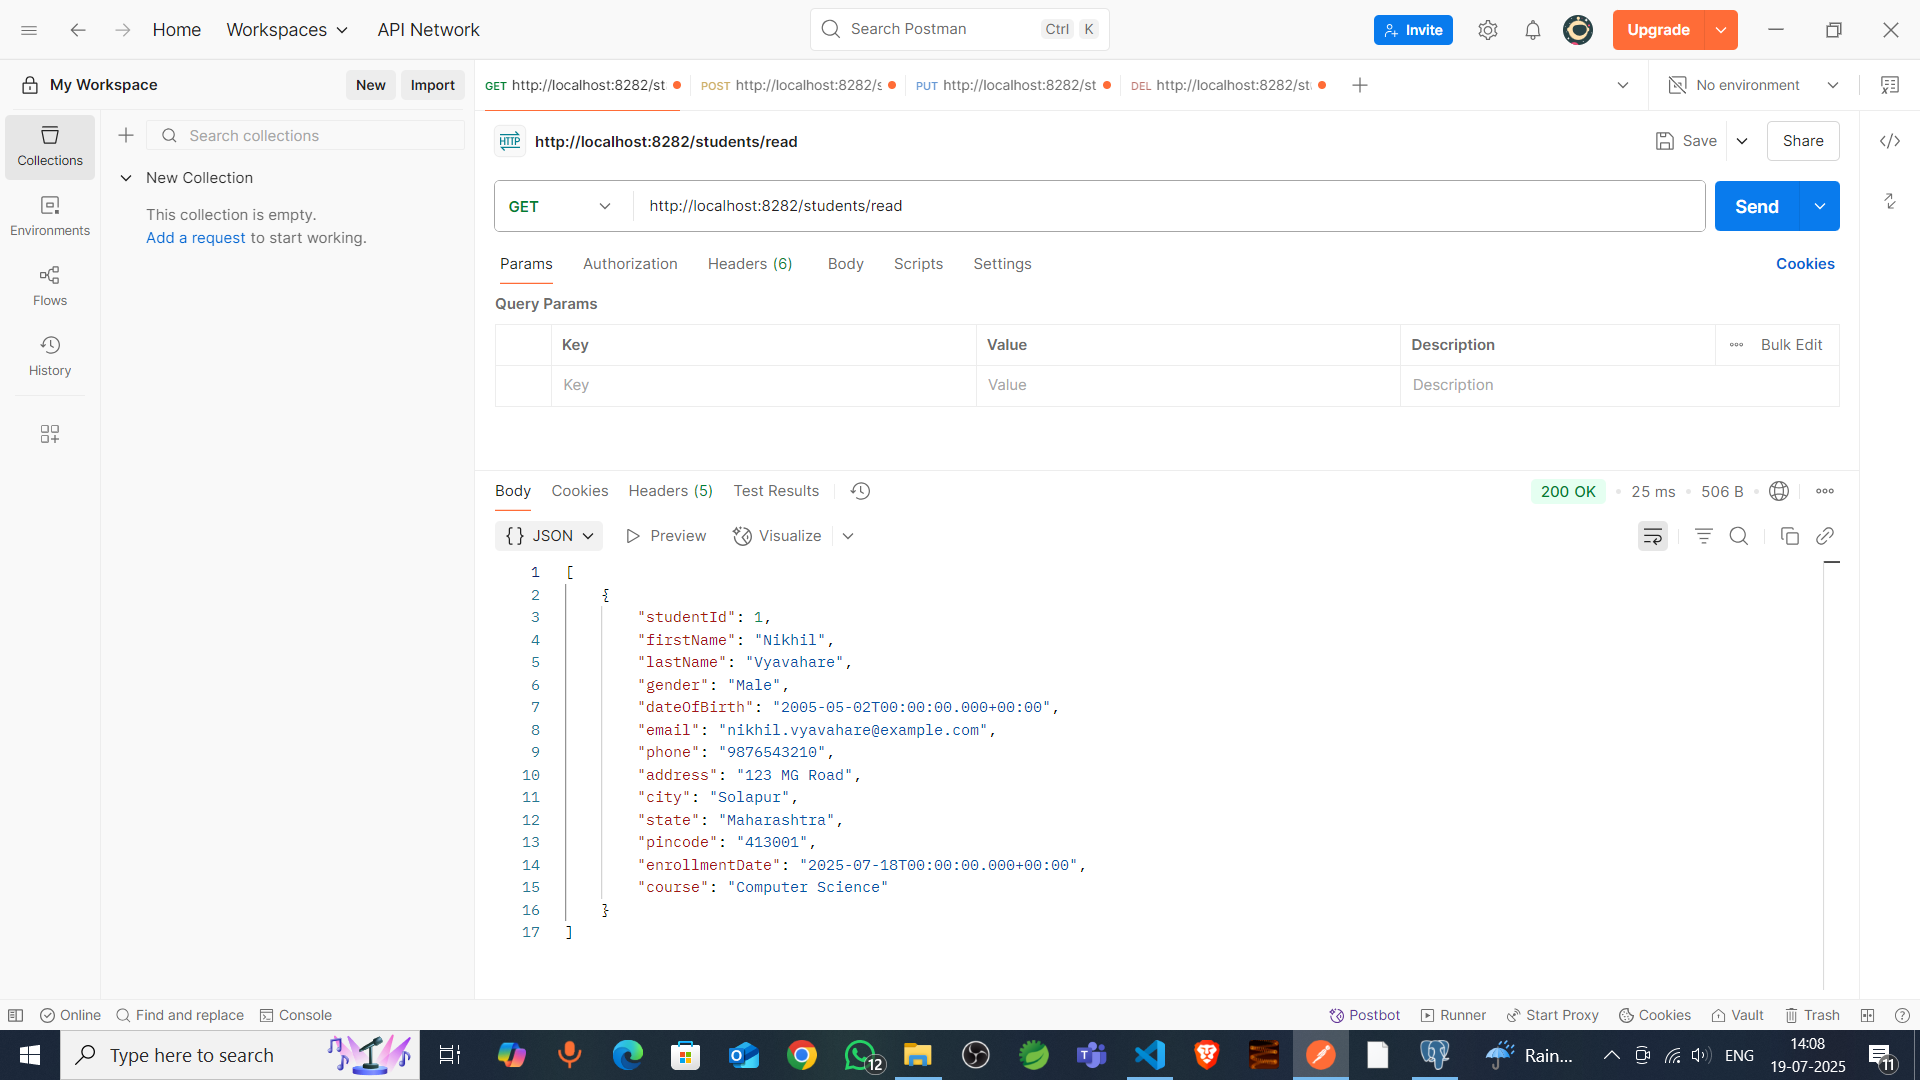 Home Workspaces API Network Search Postman Ctrl K Invite Upgrade
My Workspace New Import
GET http://localhost:8282/st POST http://localhost:8282/s PUT http://localhost:8282/st DEL http://localhost:8282/st No environment
Collections
Environments
Flows
History
Search collections
New Collection
This collection is empty.
Add a request to start working.
HTTP http://localhost:8282/students/read Save Share
GET http://localhost:8282/students/read Send
Params Authorization Headers (6) Body Scripts Settings Cookies
Query Params
Key Value Description Bulk Edit
Key Value Description
Body Cookies Headers (5) Test Results 200 OK 25 ms 506 B
{} JSON Preview Visualize
1 [
2 {
3 "studentId": 1,
4 "firstName": "Nikhil",
5 "lastName": "Vyavahare",
6 "gender": "Male",
7 "dateOfBirth": "2005-05-02T00:00:00.000+00:00",
8 "email": "nikhil.vyavahare@example.com",
9 "phone": "9876543210",
10 "address": "123 MG Road",
11 "city": "Solapur",
12 "state": "Maharashtra",
13 "pincode": "413001",
14 "enrollmentDate": "2025-07-18T00:00:00.000+00:00",
15 "course": "Computer Science"
16 }
17 ]
Online Find and replace Console Postbot Runner Start Proxy Cookies Vault Trash
Type here to search 12 Rain... ENG 14:08
19-07-2025 11